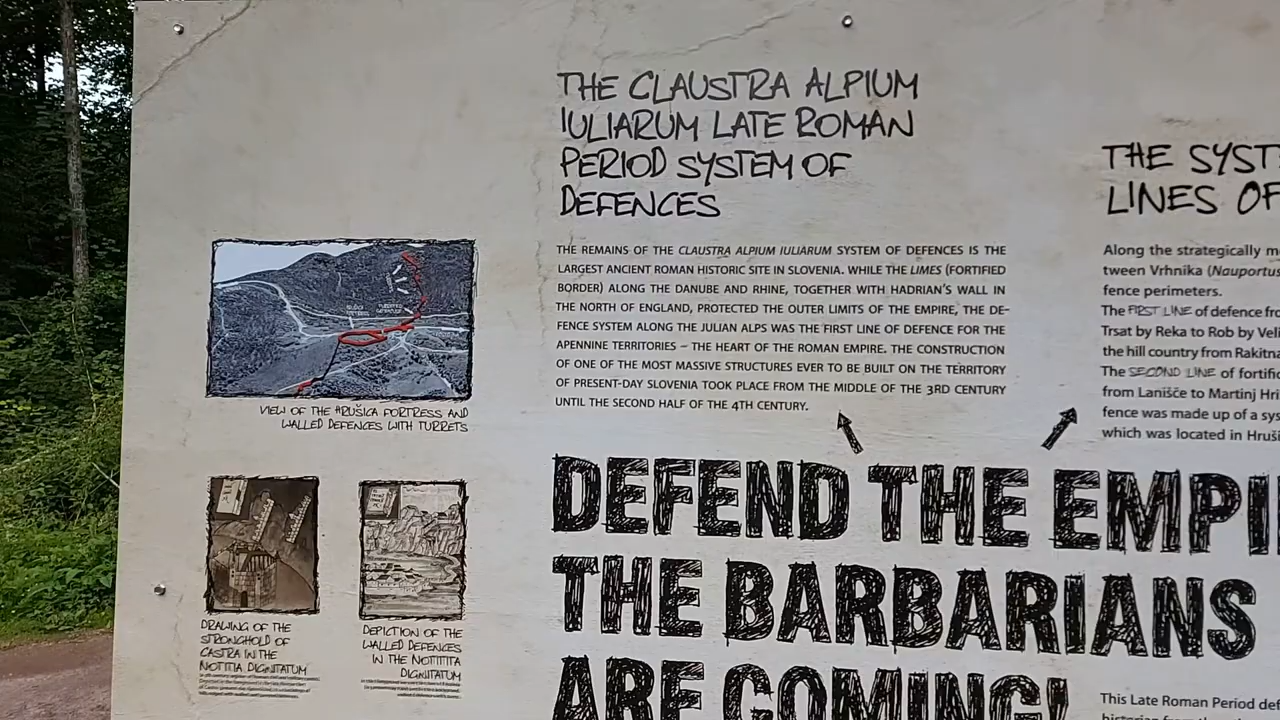 THE CLAUSTRA ALPIUM
IULIARUM LATE ROMAN
PERIOD SYSTEM OF
DEFENCES
THE REMAINS OF THE CLAUSTRA ALPIUM IULIARUM SYSTEM OF DEFENCES IS THE
LARGEST ANCIENT ROMAN HISTORIC SITE IN SLOVENIA. WHILE THE LIMES (FORTIFIED
BORDER) ALONG THE DANUBE AND RHINE, TOGETHER WITH HADRIAN'S WALL IN
THE NORTH OF ENGLAND, PROTECTED THE OUTER LIMITS OF THE EMPIRE, THE DE-
FENCE SYSTEM ALONG THE JULIAN ALPS WAS THE FIRST LINE OF DEFENCE FOR THE
APENNINE TERRITORIES – THE HEART OF THE ROMAN EMPIRE. THE CONSTRUCTION
OF ONE OF THE MOST MASSIVE STRUCTURES EVER TO BE BUILT ON THE TERRITORY
OF PRESENT-DAY SLOVENIA TOOK PLACE FROM THE MIDDLE OF THE 3RD CENTURY
UNTIL THE SECOND HALF OF THE 4TH CENTURY.
VIEW OF THE HRUŠICA FORTRESS AND
WALLED DEFENCES WITH TURRETS
DRAWING OF THE
STRONGHOLD OF
CASTRA IN THE
NOTITIA DIGNITATUM
DEPICTION OF THE
WALLED DEFENCES
IN THE NOTITITA
DIGNITATUM
DEFEND THE EMPI
THE BARBARIANS
ARE COMING!
THE SYST
LINES OF
Along the strategically m
tween Vrhnika (Nauportus
fence perimeters.
The FIRST LINE of defence fro
Trsat by Reka to Rob by Veli
the hill country from Rakitna
The SECOND LINE of fortific
from Lanišče to Martinj Hri
fence was made up of a sys
which was located in Hruši
This Late Roman Period def